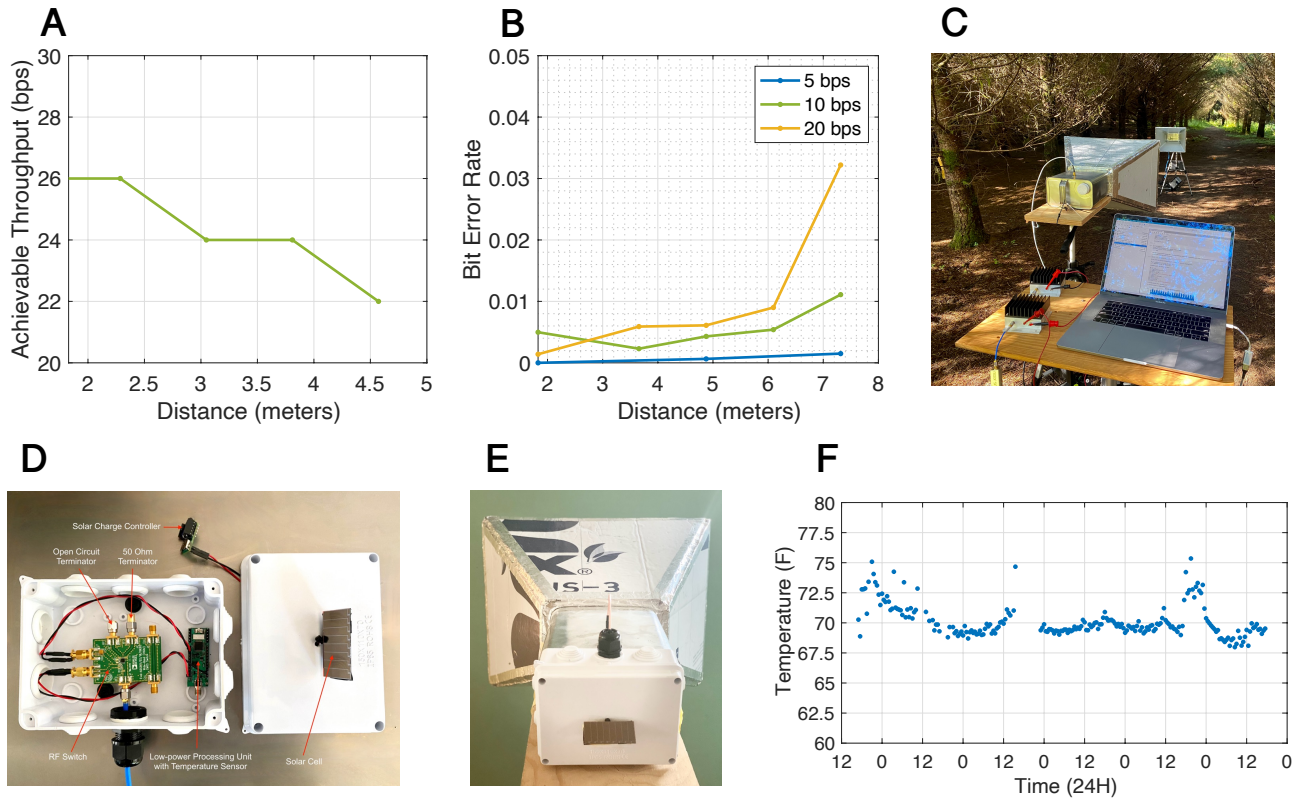 A
30
28
26
24
22
20
2
2.5
3
3.5
4
4.5
5
Achievable Throughput (bps)
Distance (meters)
B
0.05
0.04
0.03
0.02
0.01
0
2
3
4
5
6
7
8
Bit Error Rate
Distance (meters)
5 bps
10 bps
20 bps
C
D
Solar Charge Controller
Open Circuit
Terminator
50 Ohm
Terminator
RF Switch
Low-power Processing Unit
with Temperature Sensor
Solar Cell
E
F
80
77.5
75
72.5
70
67.5
65
62.5
60
12
0
12
0
12
0
12
0
12
0
12
0
Temperature (F)
Time (24H)